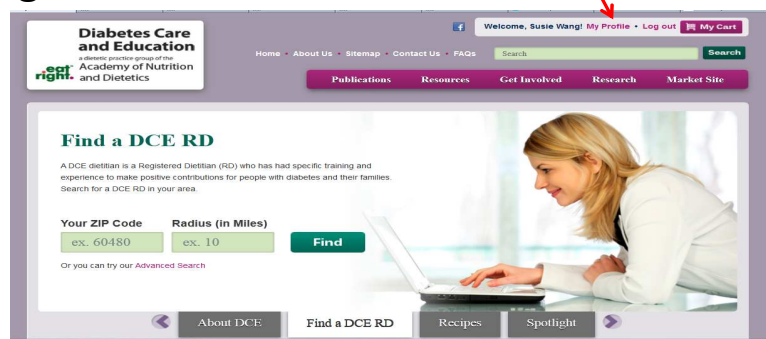 Diabetes Care
and Education
a dietetic practice group of the
eat right. Academy of Nutrition
and Dietetics
Welcome, Susie Wang! My Profile • Log out My Cart
Home • About Us • Sitemap • Contact Us • FAQs Search Search
Publications Resources Get Involved Research Market Site
Find a DCE RD
A DCE dietitian is a Registered Dietitian (RD) who has had specific training and
experience to make positive contributions for people with diabetes and their families.
Search for a DCE RD in your area.
Your ZIP Code Radius (in Miles)
ex. 60480 ex. 10 Find
Or you can try our Advanced Search
About DCE Find a DCE RD Recipes Spotlight